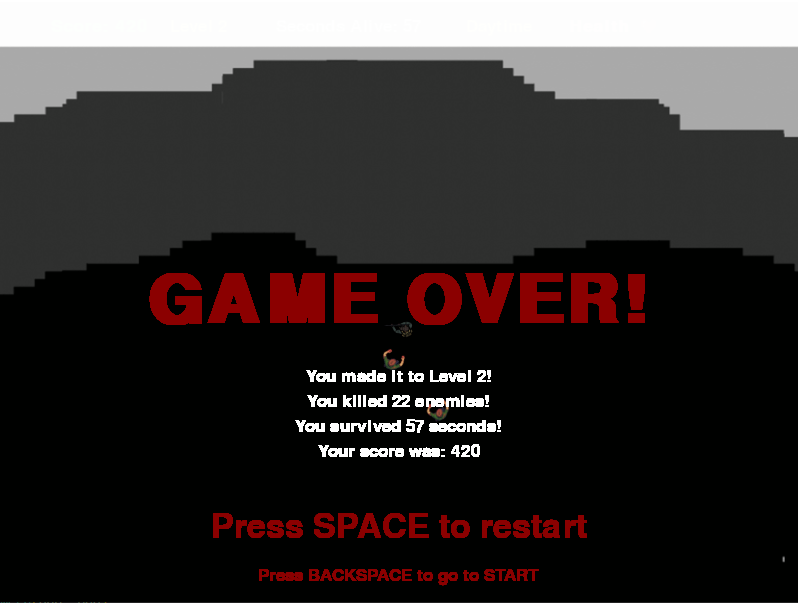 GAME OVER!
You made it to Level 2!
You killed 22 enemies!
You survived 57 seconds!
Your score was: 420
Press SPACE to restart
Press BACKSPACE to go to START